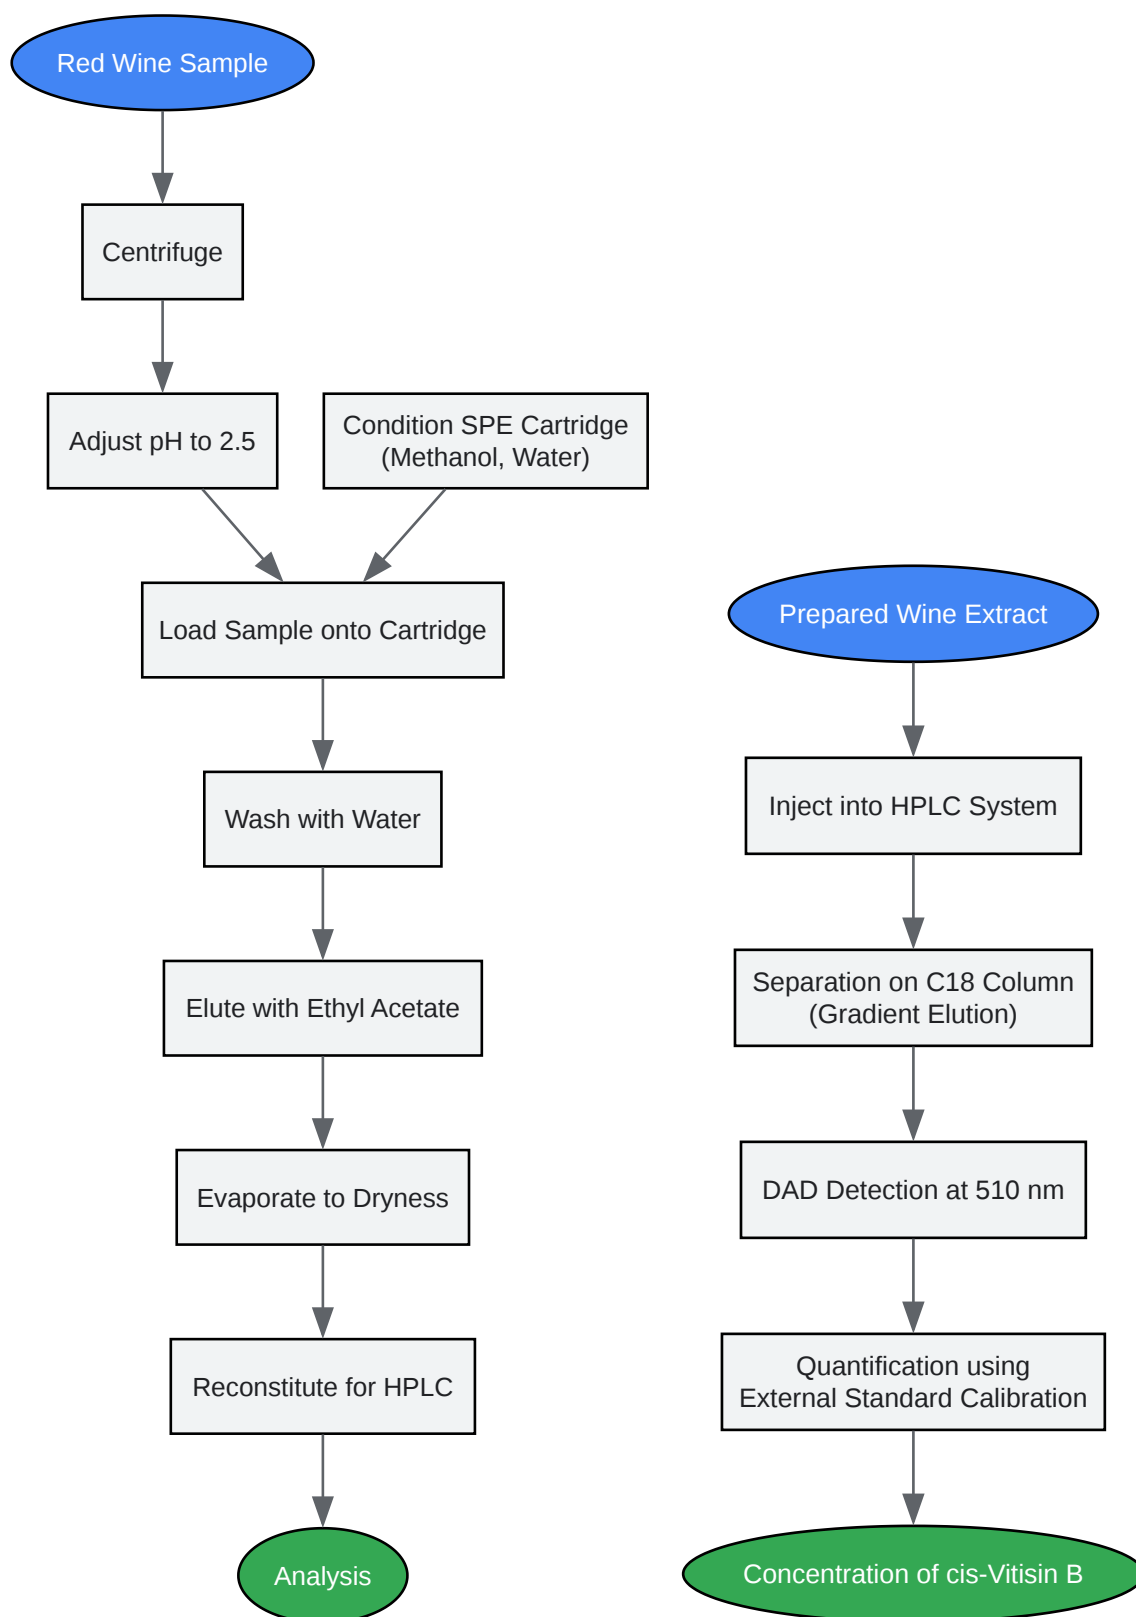 Red Wine Sample
Centrifuge
Adjust pH to 2.5
Condition SPE Cartridge
(Methanol, Water)
Load Sample onto Cartridge
Wash with Water
Elute with Ethyl Acetate
Evaporate to Dryness
Reconstitute for HPLC
Analysis
Prepared Wine Extract
Inject into HPLC System
Separation on C18 Column
(Gradient Elution)
DAD Detection at 510 nm
Quantification using
External Standard Calibration
Concentration of cis-Vitisin B